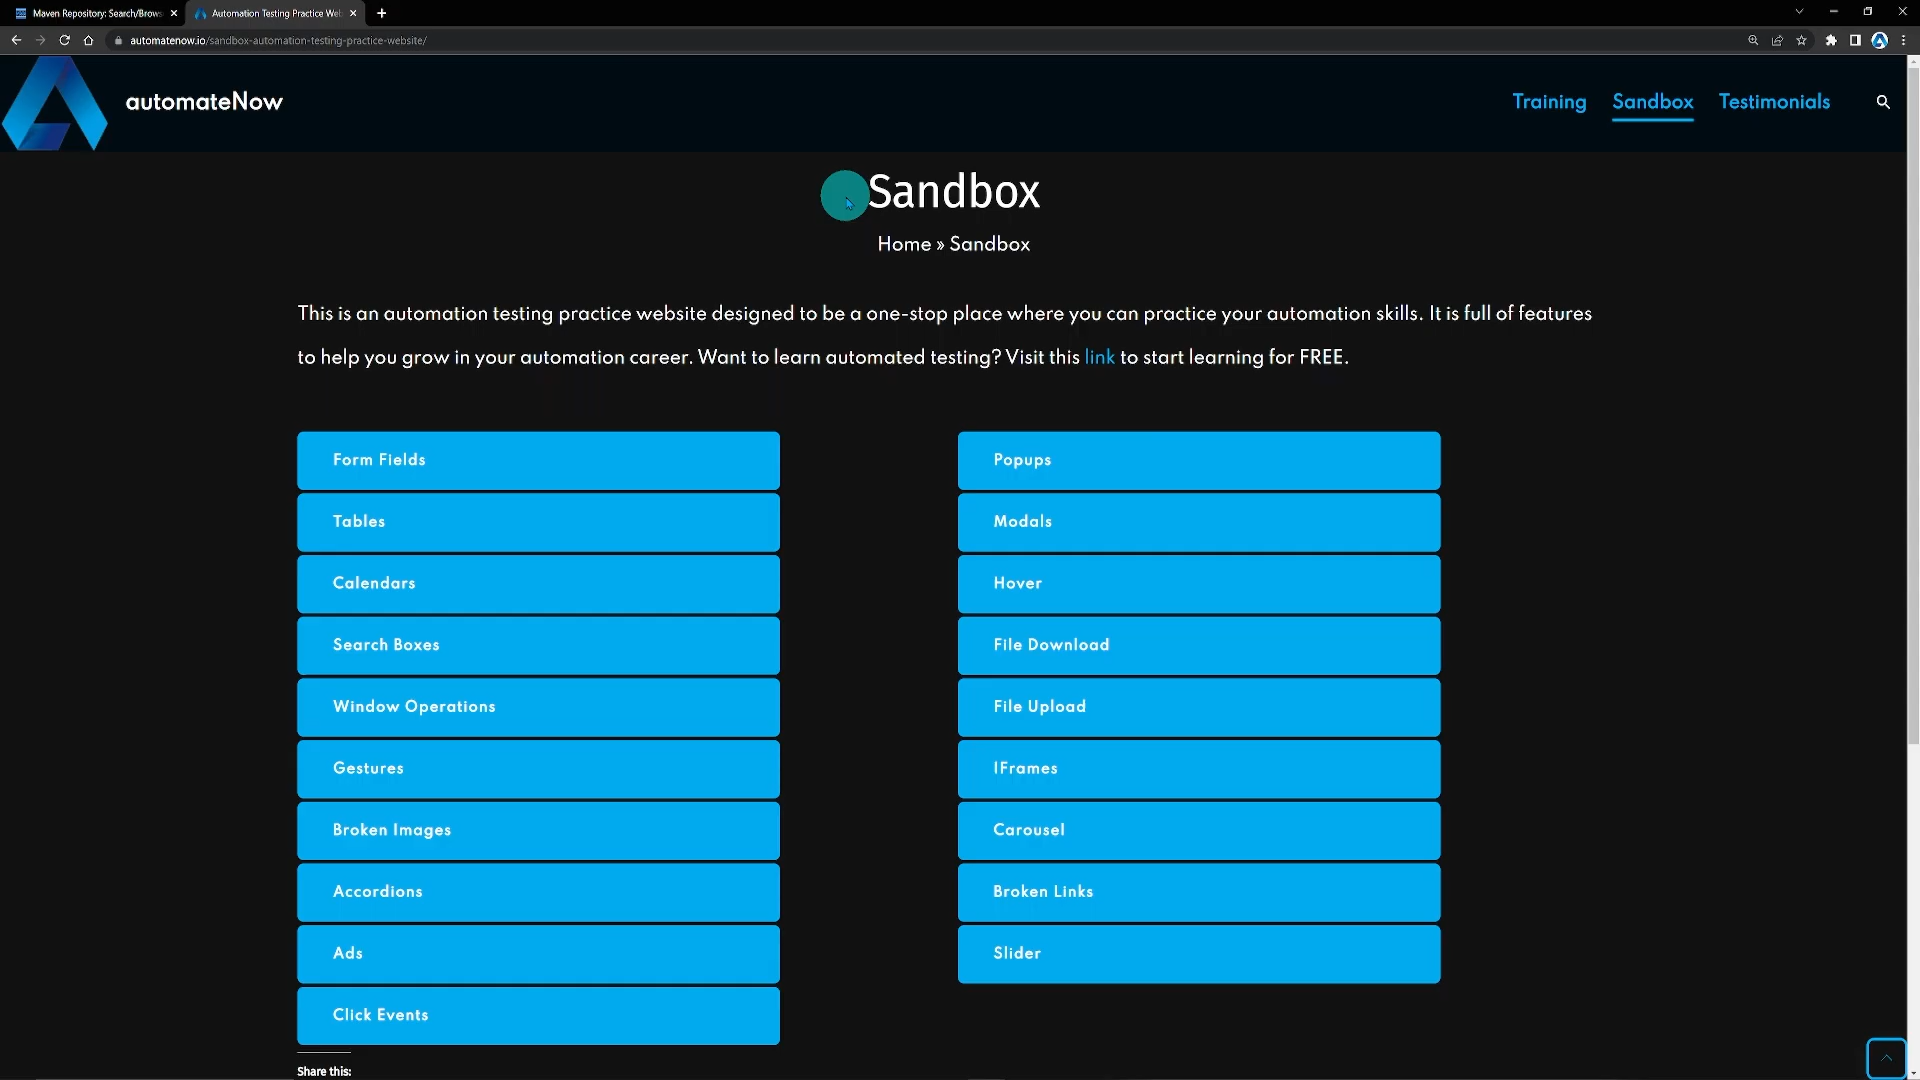 Maven Repository: Search/Brows
Automation Testing Practice Web
automatenow.io/sandbox-automation-testing-practice-website/
automateNow
Training
Sandbox
Testimonials
Sandbox
Home » Sandbox
This is an automation testing practice website designed to be a one-stop place where you can practice your automation skills. It is full of features
to help you grow in your automation career. Want to learn automated testing? Visit this link to start learning for FREE.
Form Fields
Tables
Calendars
Search Boxes
Window Operations
Gestures
Broken Images
Accordions
Ads
Click Events
Popups
Modals
Hover
File Download
File Upload
IFrames
Carousel
Broken Links
Slider
Share this: